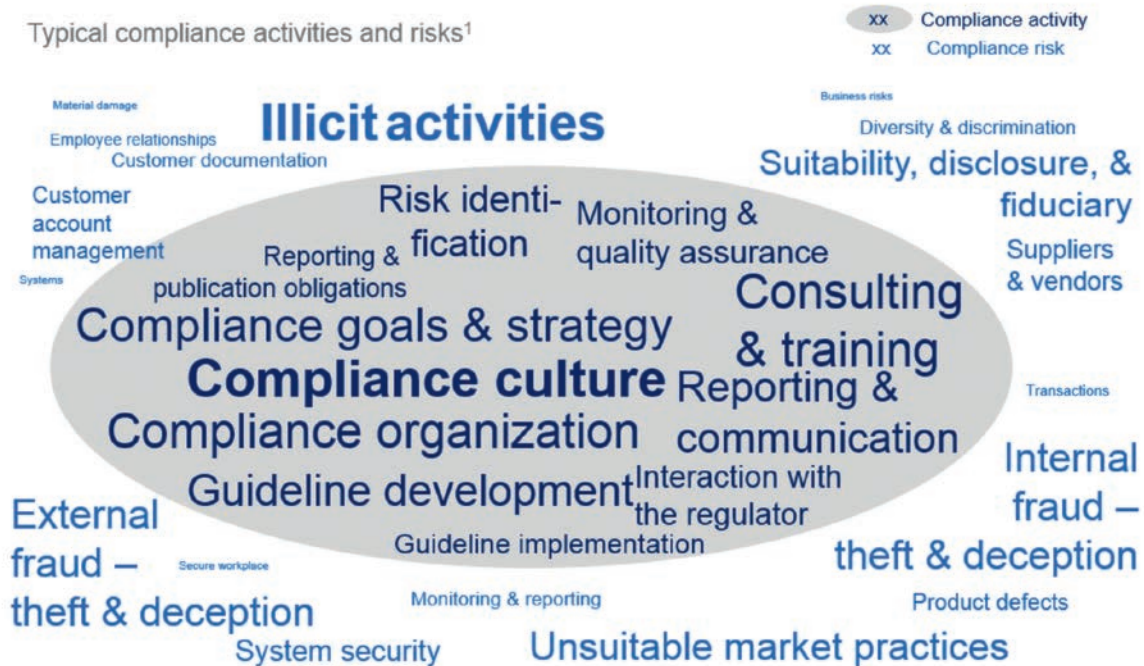 Typical compliance activities and risks¹
xx Compliance activity
xx Compliance risk
Material damage
Illicit activities
Business risks
Employee relationships
Diversity & discrimination
Customer documentation
Suitability, disclosure, &
fiduciary
Customer
account
management
Risk identi-
fication
Monitoring &
quality assurance
Suppliers
& vendors
Systems
Reporting &
publication obligations
Consulting
& training
Compliance goals & strategy
Compliance culture
Reporting &
communication
Transactions
Compliance organization
Internal
fraud –
theft & deception
Guideline development
Interaction with
the regulator
External
fraud –
theft & deception
Guideline implementation
Secure workplace
Monitoring & reporting
Product defects
System security
Unsuitable market practices